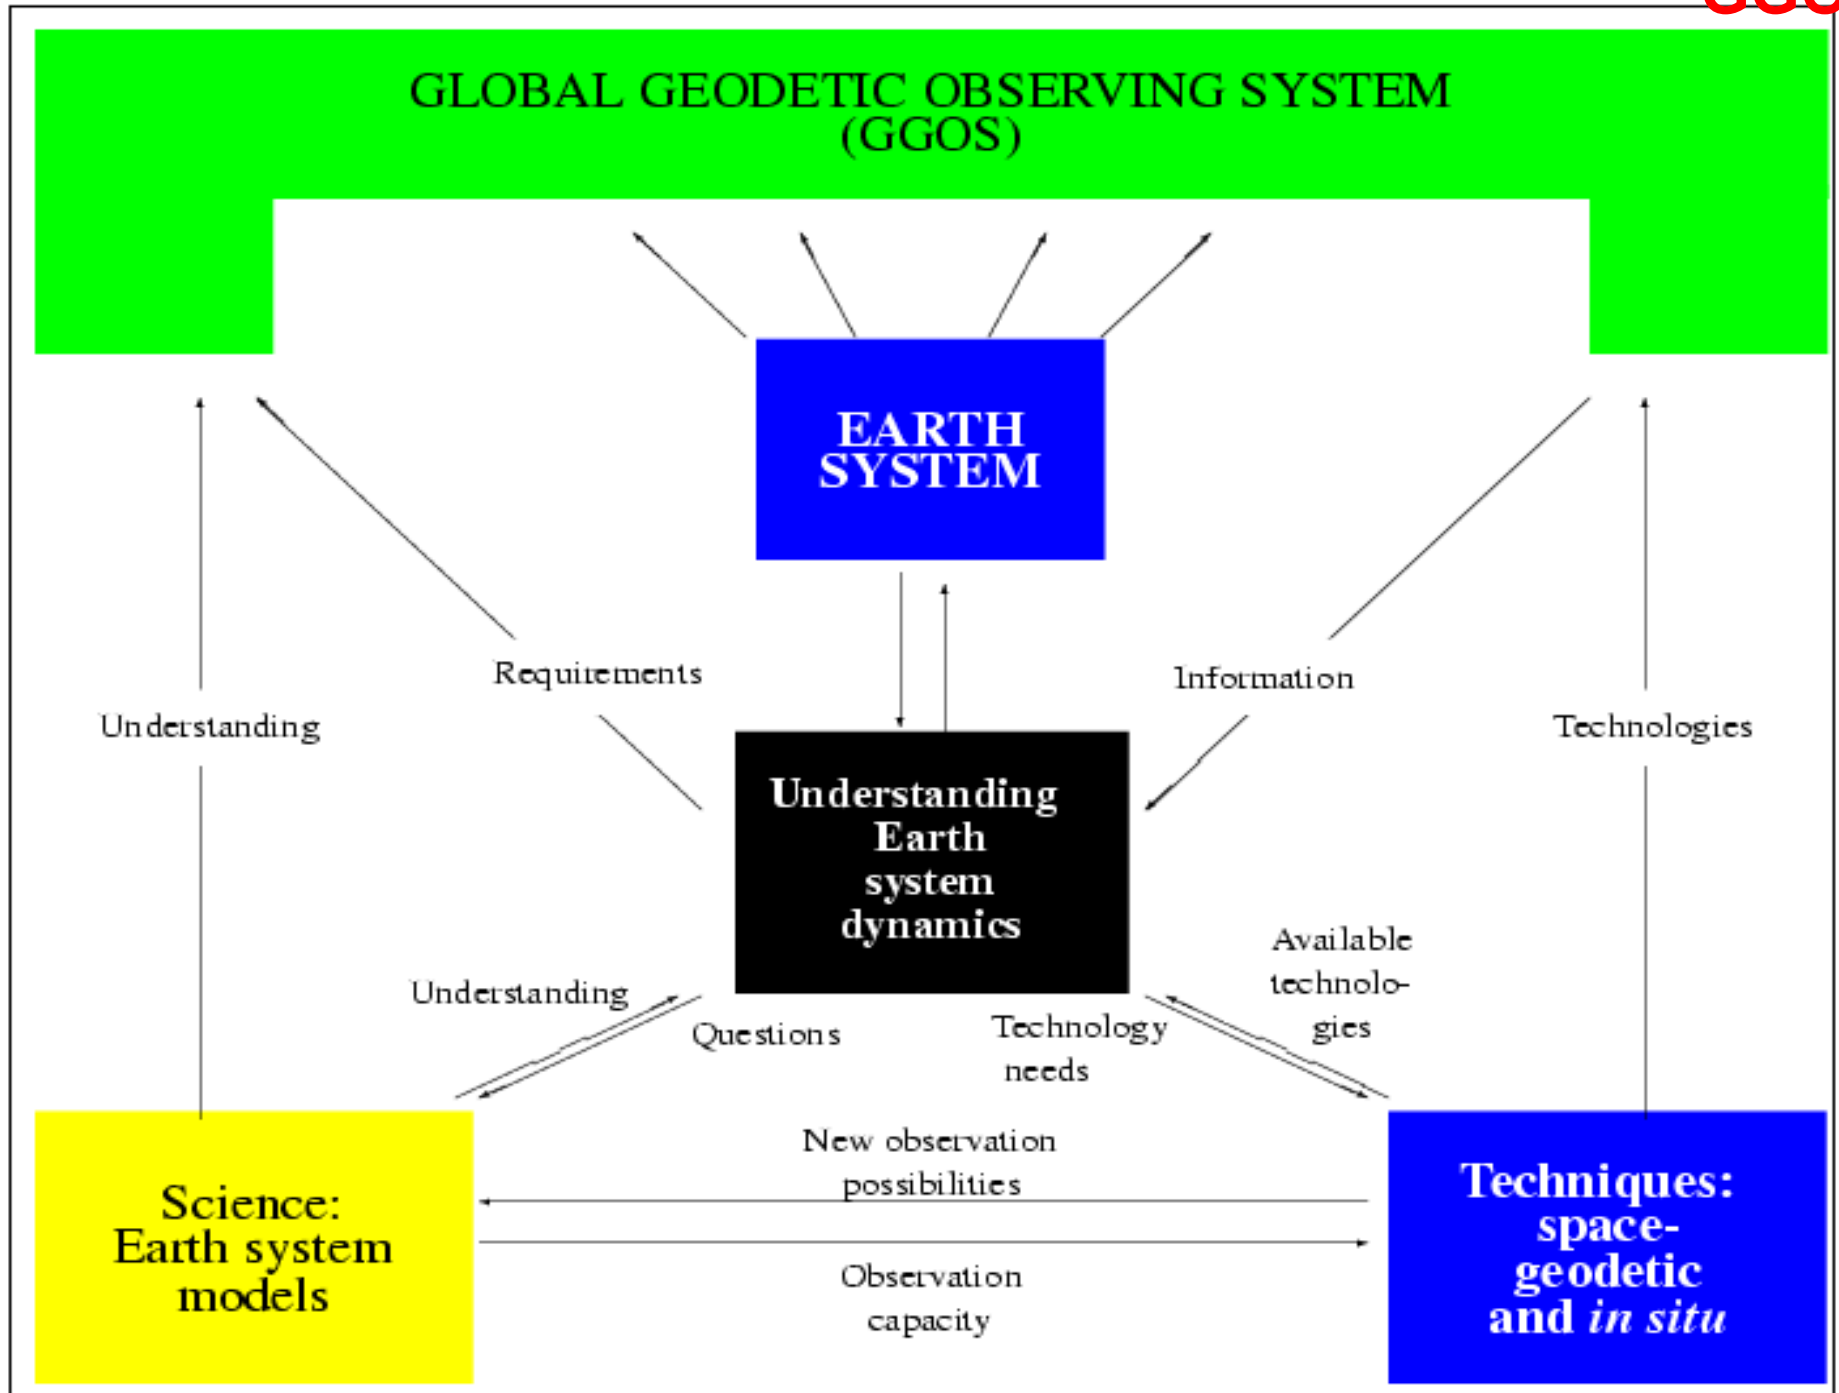 GLOBAL GEODETIC OBSERVING SYSTEM
(GGOS)
EARTH
SYSTEM
Requirements
Information
Understanding
Technologies
Understanding
Earth
system
dynamics
Available
technolo-
gies
Understanding
Questions
Technology
needs
New observation
possibilities
Science:
Earth system
models
Techniques:
space-
geodetic
and in situ
Observation
capacity